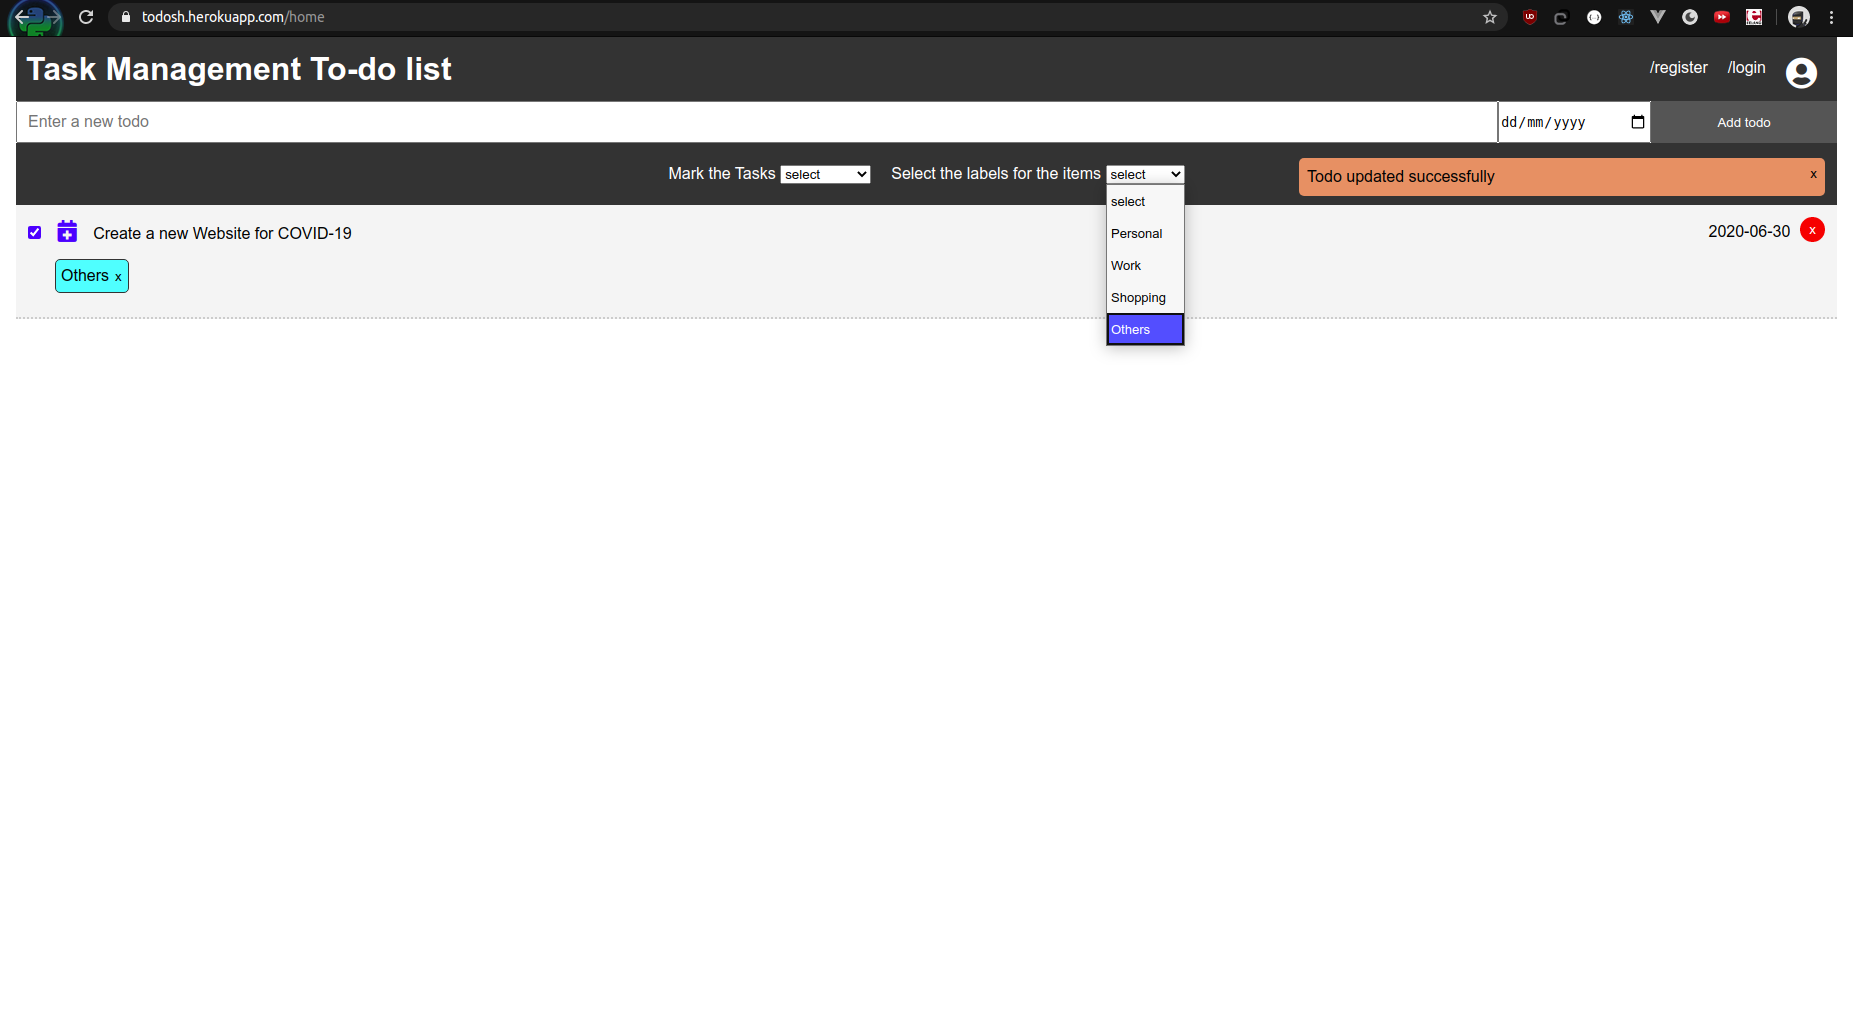 todosh.herokuapp.com/home
Task Management To-do list
/register /login
Enter a new todo dd/mm/yyyy Add todo
Mark the Tasks select Select the labels for the items select Todo updated successfully x
select
Personal
Work
Shopping
Others
Create a new Website for COVID-19 2020-06-30 x
Others x